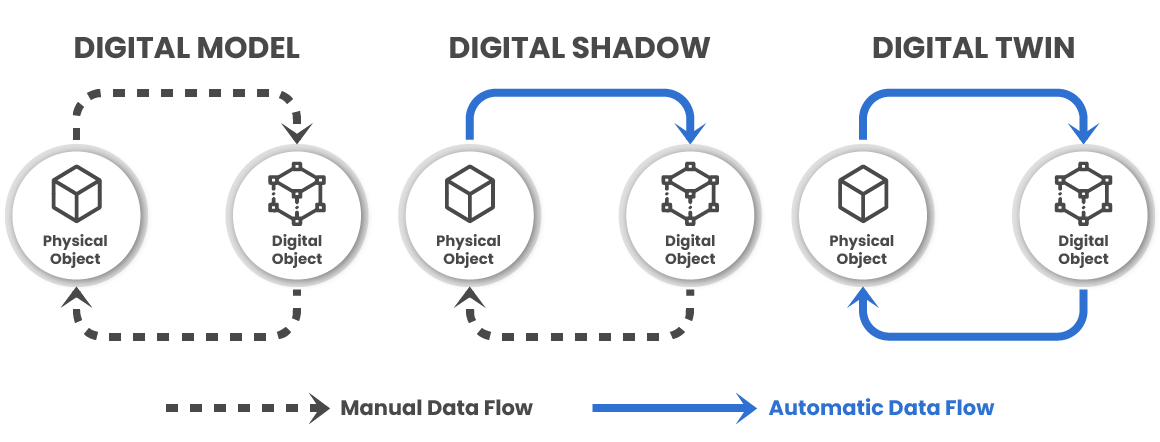 DIGITAL MODEL
DIGITAL SHADOW
DIGITAL TWIN
Physical
Object
Digital
Object
Physical
Object
Digital
Object
Physical
Object
Digital
Object
Manual Data Flow
Automatic Data Flow